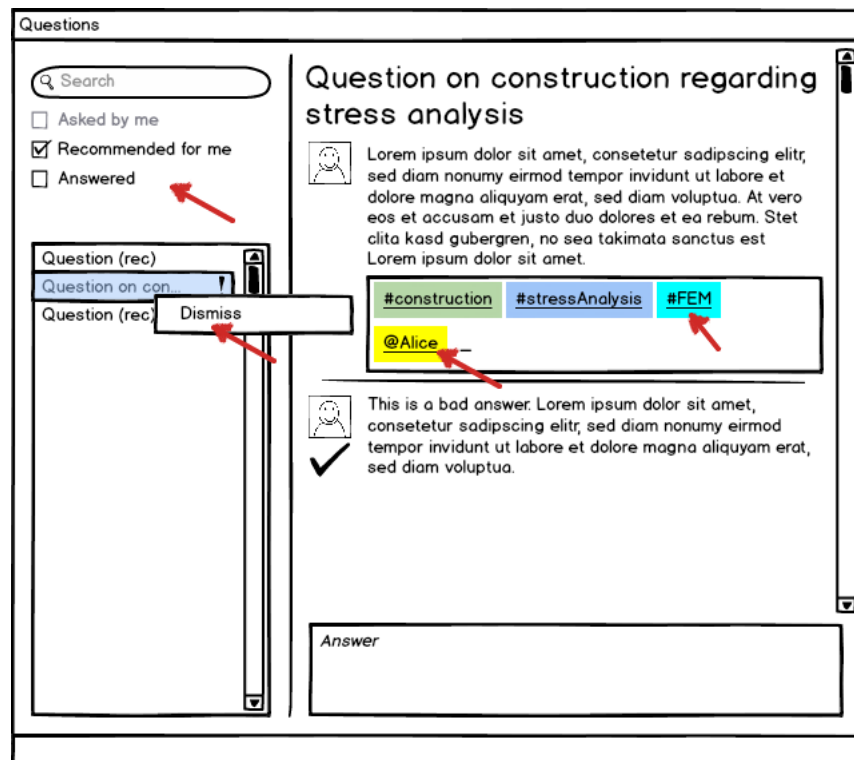 Questions
Search
Asked by me
Recommended for me
Answered
Question (rec)
Question on con... !
Question (rec)
Dismiss
Question on construction regarding
stress analysis
Lorem ipsum dolor sit amet, consetetur sadipscing elitr,
sed diam nonumy eirmod tempor invidunt ut labore et
dolore magna aliquyam erat, sed diam voluptua. At vero
eos et accusam et justo duo dolores et ea rebum. Stet
clita kasd gubergren, no sea takimata sanctus est
Lorem ipsum dolor sit amet.
#construction #stressAnalysis #FEM
@Alice _
This is a bad answer. Lorem ipsum dolor sit amet,
consetetur sadipscing elitr, sed diam nonumy eirmod
tempor invidunt ut labore et dolore magna aliquyam erat,
sed diam voluptua.
Answer